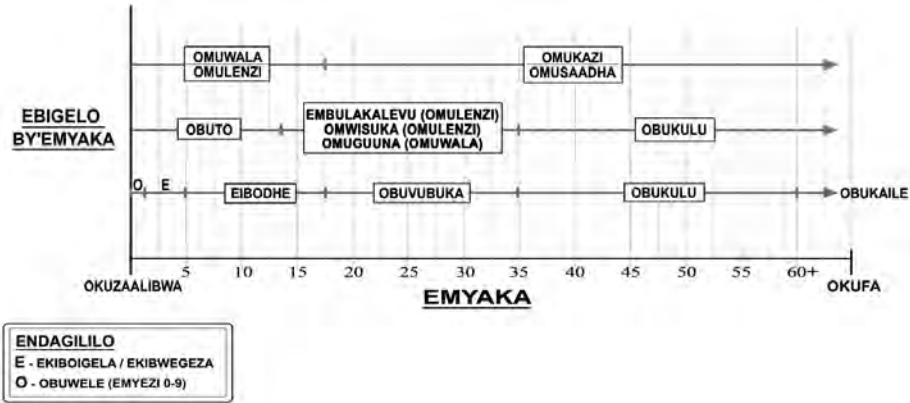 OMUWALA
OMULENZI
OMUKAZI
OMUSAADHA
EBIGELO
BY'EMYAKA
OBUTO
EMBULAKALEVU (OMULENZI)
OMWISUKA (OMULENZI)
OMUGUUNA (OMUWALA)
OBUKULU
O E
EIBODHE
OBUVUBUKA
OBUKULU
OBUKAILE
5 10 15 20 25 30 35 40 45 50 55 60+
OKUZAALIBWA
EMYAKA
OKUFA
ENDAGILILO
E - EKIBOIGELA / EKIBWEGEZA
O - OBUWELE (EMYEZI 0-9)